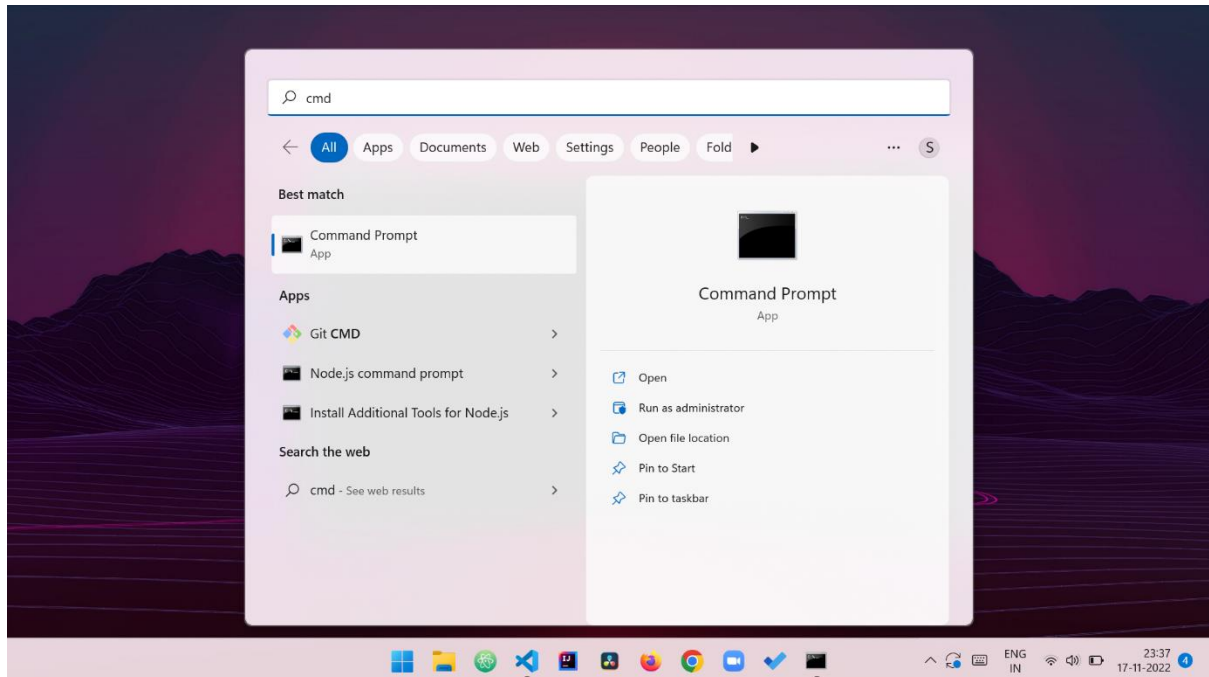 cmd
All Apps Documents Web Settings People Fold
S
Best match
Command Prompt
App
Apps
Git CMD
Node.js command prompt
Install Additional Tools for Node.js
Search the web
cmd - See web results
Command Prompt
App
Open
Run as administrator
Open file location
Pin to Start
Pin to taskbar
ENG
IN
23:37
17-11-2022
4